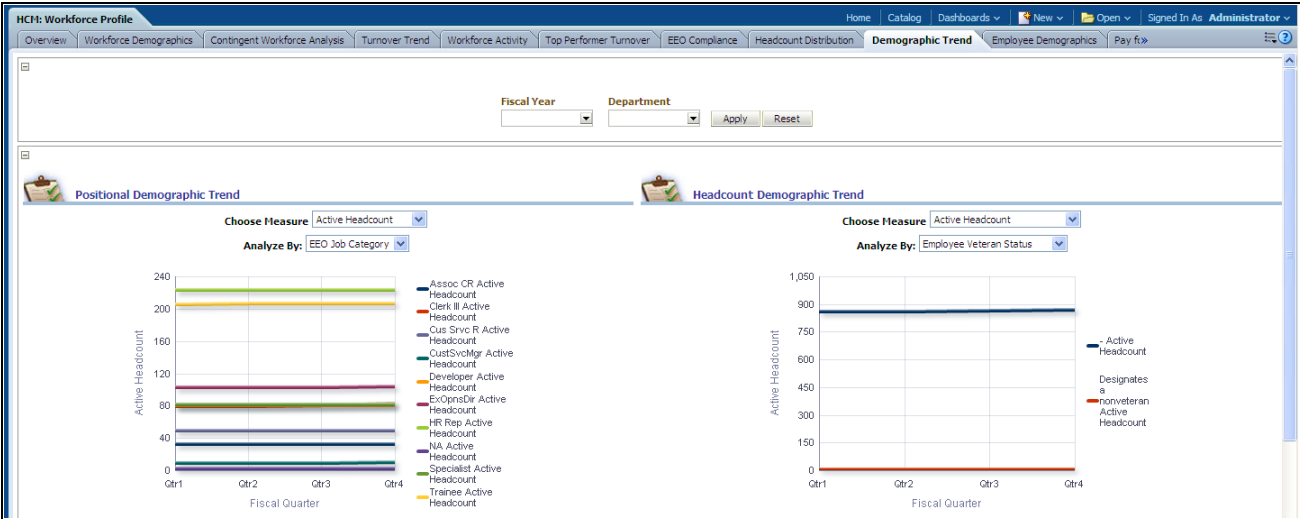 HCM: Workforce Profile
Home Catalog Dashboards New Open Signed In As Administrator
Overview Workforce Demographics Contingent Workforce Analysis Turnover Trend Workforce Activity Top Performer Turnover EEO Compliance Headcount Distribution Demographic Trend Employee Demographics Pay fo»
Fiscal Year Department
Apply Reset
Positional Demographic Trend
Choose Measure Active Headcount
Analyze By: EEO Job Category
240
200
160
120
80
40
0
Active Headcount
Qtr1 Qtr2 Qtr3 Qtr4
Fiscal Quarter
Assoc CR Active
Headcount
Clerk III Active
Headcount
Cus Srvc R Active
Headcount
CustSvcMgr Active
Headcount
Developer Active
Headcount
ExOpnsDir Active
Headcount
HR Rep Active
Headcount
NA Active
Headcount
Specialist Active
Headcount
Trainee Active
Headcount
Headcount Demographic Trend
Choose Measure Active Headcount
Analyze By: Employee Veteran Status
1,050
900
750
600
450
300
150
0
Active Headcount
Qtr1 Qtr2 Qtr3 Qtr4
Fiscal Quarter
- Active
Headcount
Designates
a
nonveteran
Active
Headcount